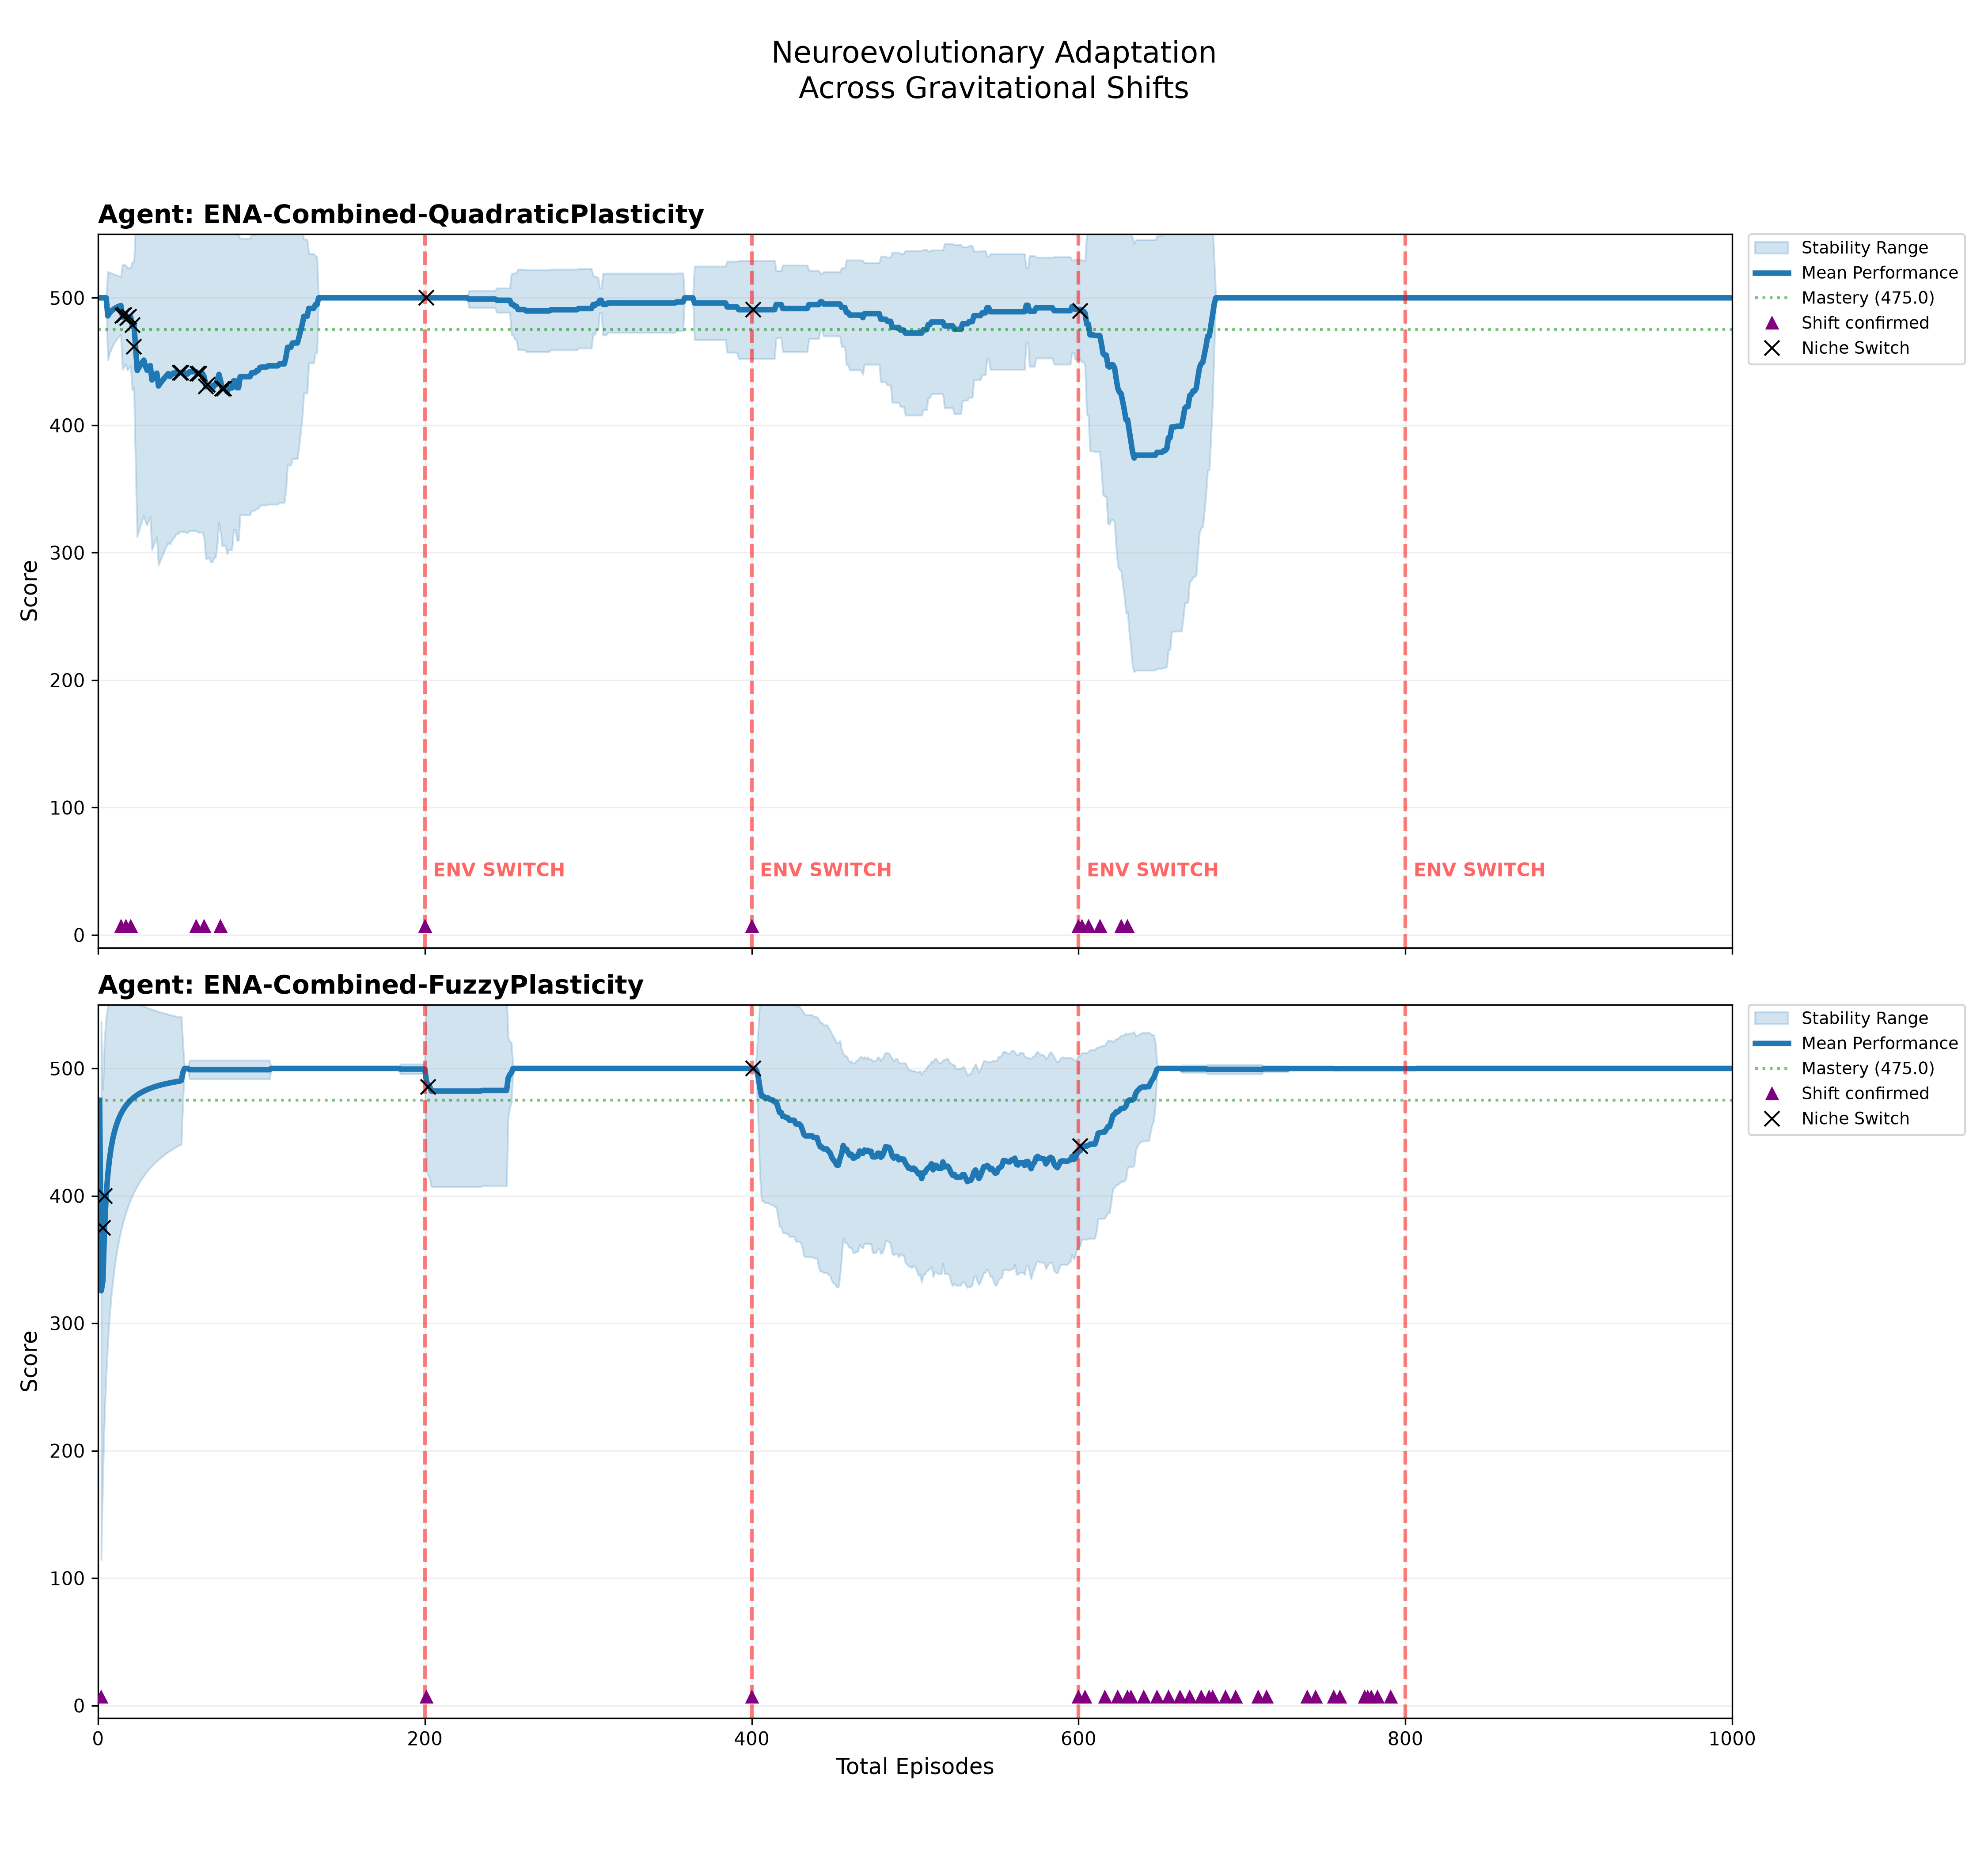 Neuroevolutionary Adaptation
Across Gravitational Shifts
Agent: ENA-Combined-QuadraticPlasticity
Score
500
400
300
200
100
0
ENV SWITCH
ENV SWITCH
ENV SWITCH
ENV SWITCH
Stability Range
Mean Performance
Mastery (475.0)
Shift confirmed
Niche Switch
Agent: ENA-Combined-FuzzyPlasticity
Score
500
400
300
200
100
0
0
200
400
600
800
1000
Total Episodes
Stability Range
Mean Performance
Mastery (475.0)
Shift confirmed
Niche Switch